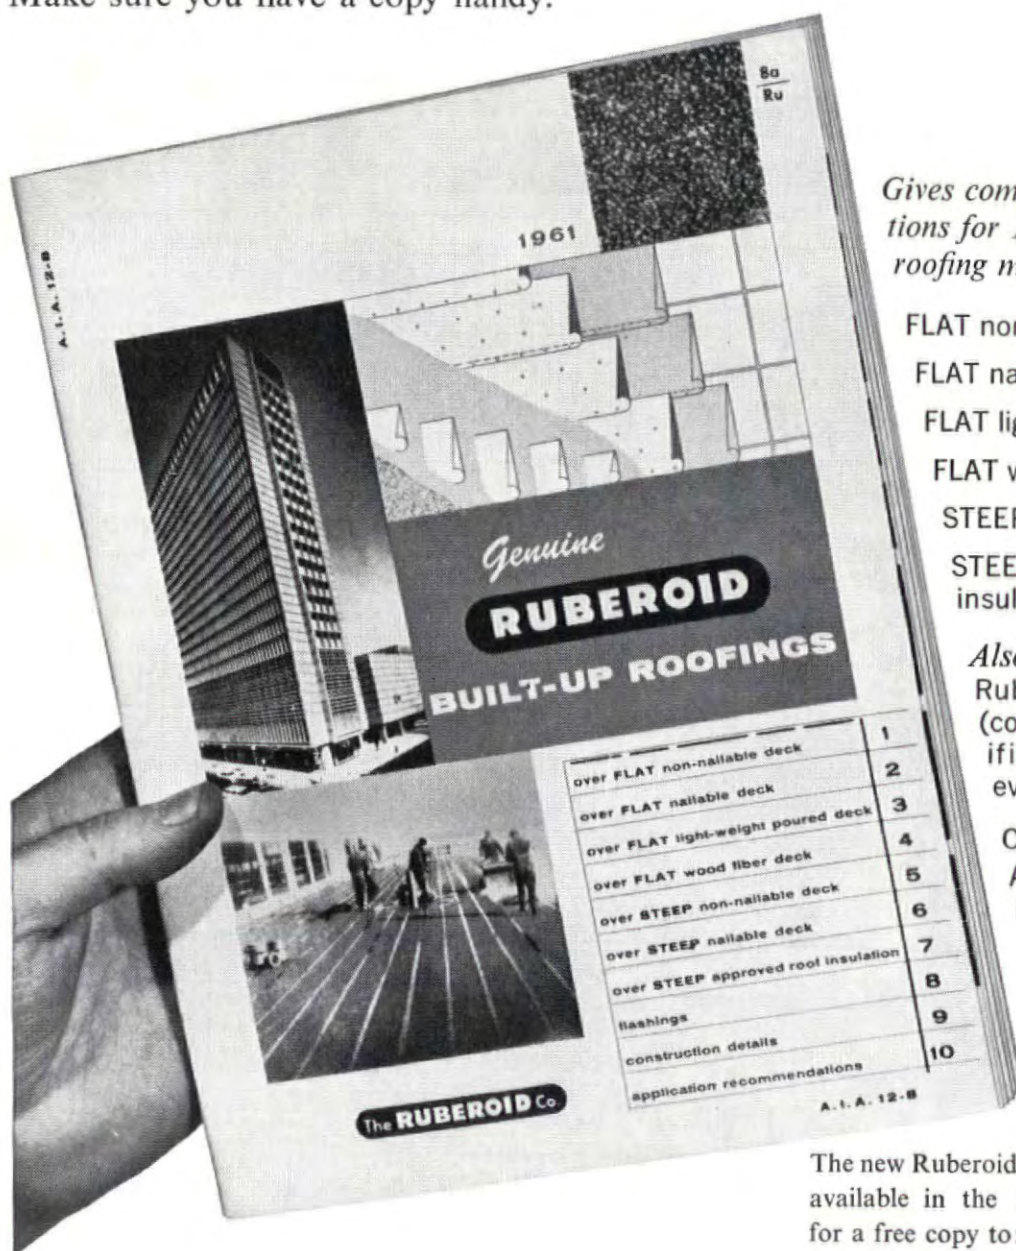 Make sure you have a copy handy.
8a
Ru
A.I.A. 12-B
1961
Genuine
RUBEROID
BUILT-UP ROOFINGS
over FLAT non-nailable deck 1
over FLAT nailable deck 2
over FLAT light-weight poured deck 3
over FLAT wood fiber deck 4
over STEEP non-nailable deck 5
over STEEP nailable deck 6
over STEEP approved roof insulation 7
flashings 8
construction details 9
application recommendations 10
The RUBEROID Co.
A.I.A. 12-B
Gives com
tions for
roofing m
FLAT no
FLAT na
FLAT lig
FLAT w
STEEP
STEE
insul
Also
Rub
(co
ifi
ev
The new Ruberoid
available in the
for a free copy to